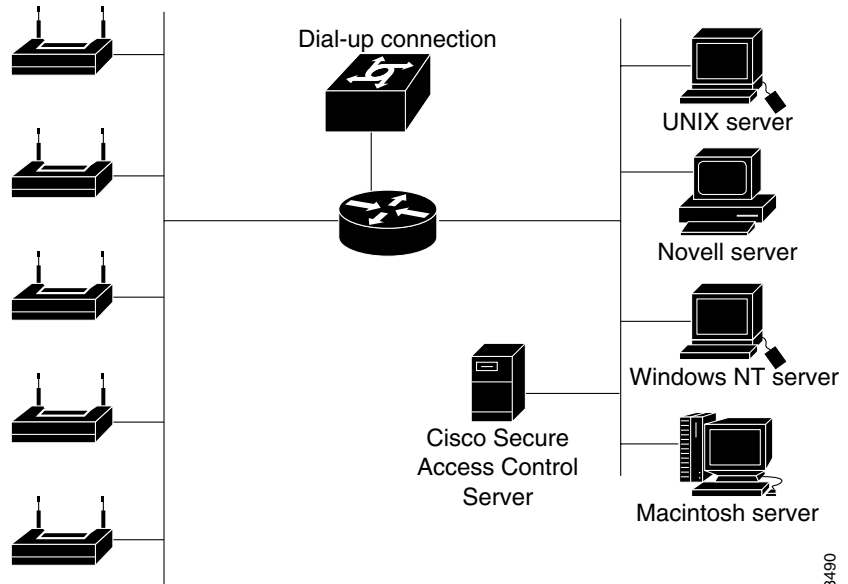 Dial-up connection
UNIX server
Novell server
Windows NT server
Cisco Secure
Access Control
Server
Macintosh server